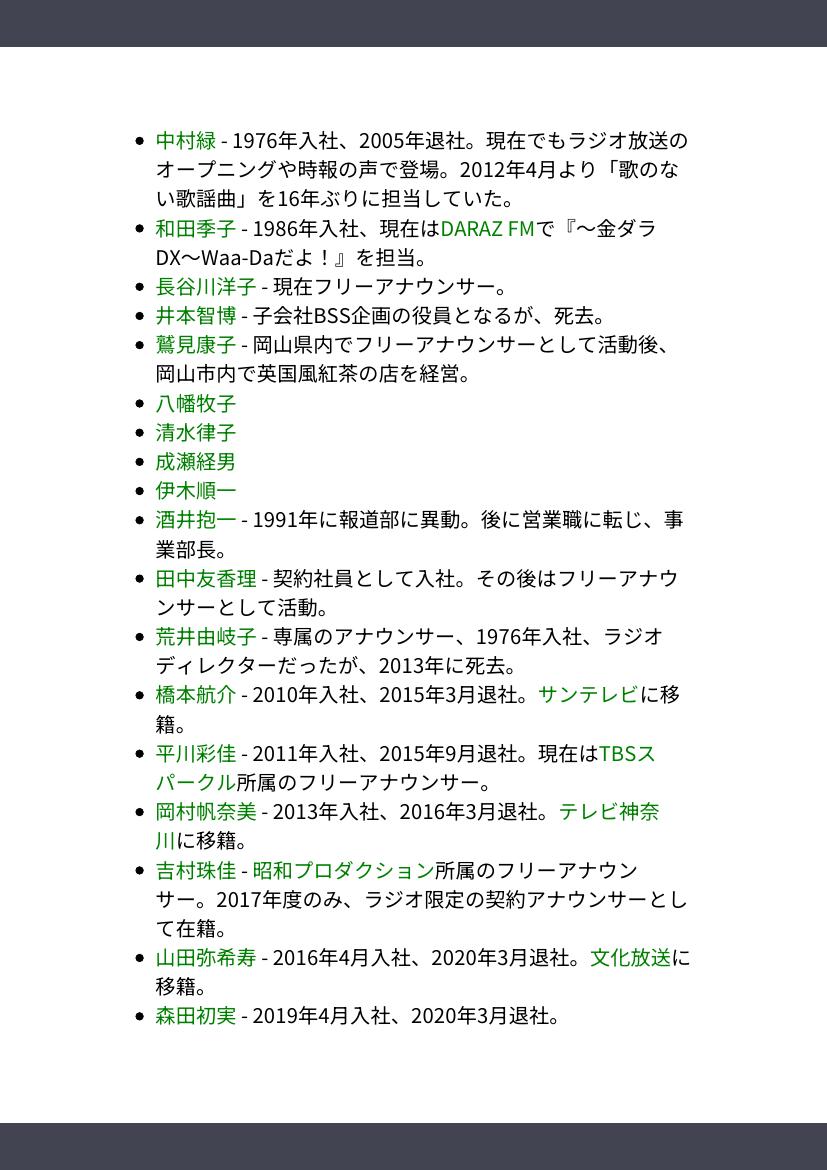 中村緑 - 1976年入社、2005年退社。現在でもラジオ放送の
オープニングや時報の声で登場。2012年4月より「歌のな
い歌謡曲」を16年ぶりに担当していた。
和田季子 - 1986年入社、現在はDARAZ FMで『〜金ダラ
DX〜Waa-Daだよ！』を担当。
長谷川洋子 - 現在フリーアナウンサー。
井本智博 - 子会社BSS企画の役員となるが、死去。
鷲見康子 - 岡山県内でフリーアナウンサーとして活動後、
岡山市内で英国風紅茶の店を経営。
八幡牧子
清水律子
成瀬経男
伊木順一
酒井抱一 - 1991年に報道部に異動。後に営業職に転じ、事
業部長。
田中友香理 - 契約社員として入社。その後はフリーアナウ
ンサーとして活動。
荒井由岐子 - 専属のアナウンサー、1976年入社、ラジオ
ディレクターだったが、2013年に死去。
橋本航介 - 2010年入社、2015年3月退社。サンテレビに移
籍。
平川彩佳 - 2011年入社、2015年9月退社。現在はTBSス
パークル所属のフリーアナウンサー。
岡村帆奈美 - 2013年入社、2016年3月退社。テレビ神奈
川に移籍。
吉村珠佳 - 昭和プロダクション所属のフリーアナウン
サー。2017年度のみ、ラジオ限定の契約アナウンサーとし
て在籍。
山田弥希寿 - 2016年4月入社、2020年3月退社。文化放送に
移籍。
森田初実 - 2019年4月入社、2020年3月退社。